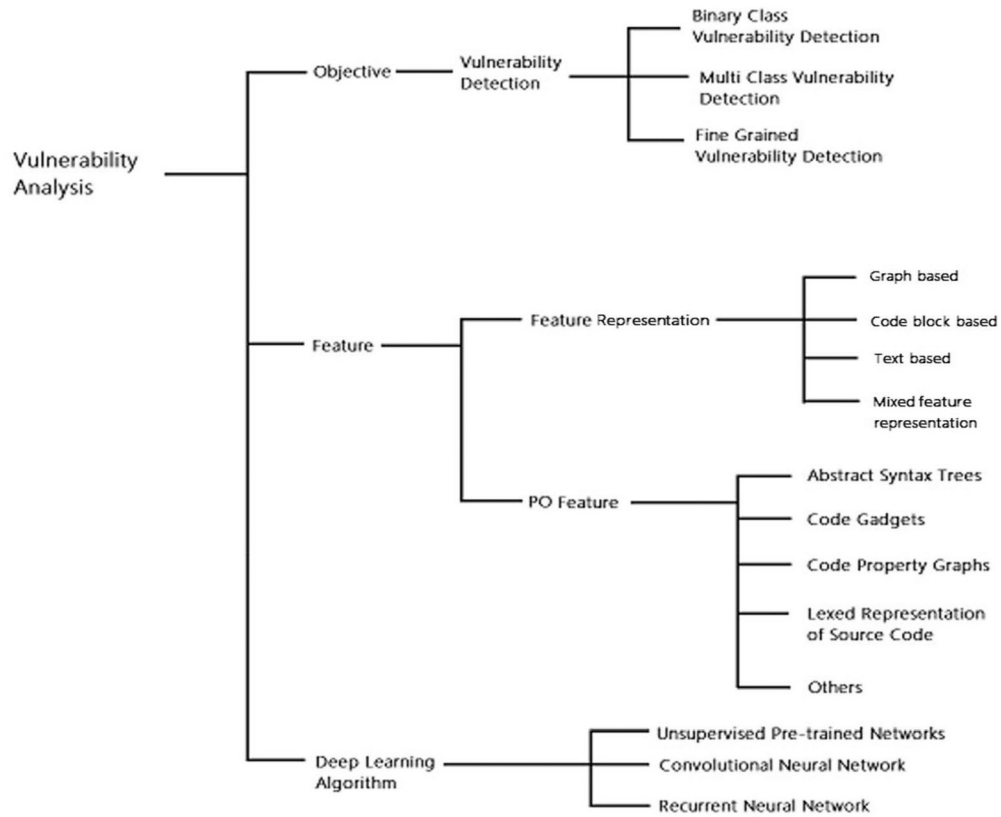 Binary Class
Vulnerability Detection
Objective
Vulnerability
Detection
Multi Class Vulnerability
Detection
Fine Grained
Vulnerability Detection
Vulnerability
Analysis
Graph based
Feature Representation
Code block based
Feature
Text based
Mixed feature
representation
Abstract Syntax Trees
PO Feature
Code Gadgets
Code Property Graphs
Lexed Representation
of Source Code
Others
Unsupervised Pre-trained Networks
Deep Learning
Algorithm
Convolutional Neural Network
Recurrent Neural Network